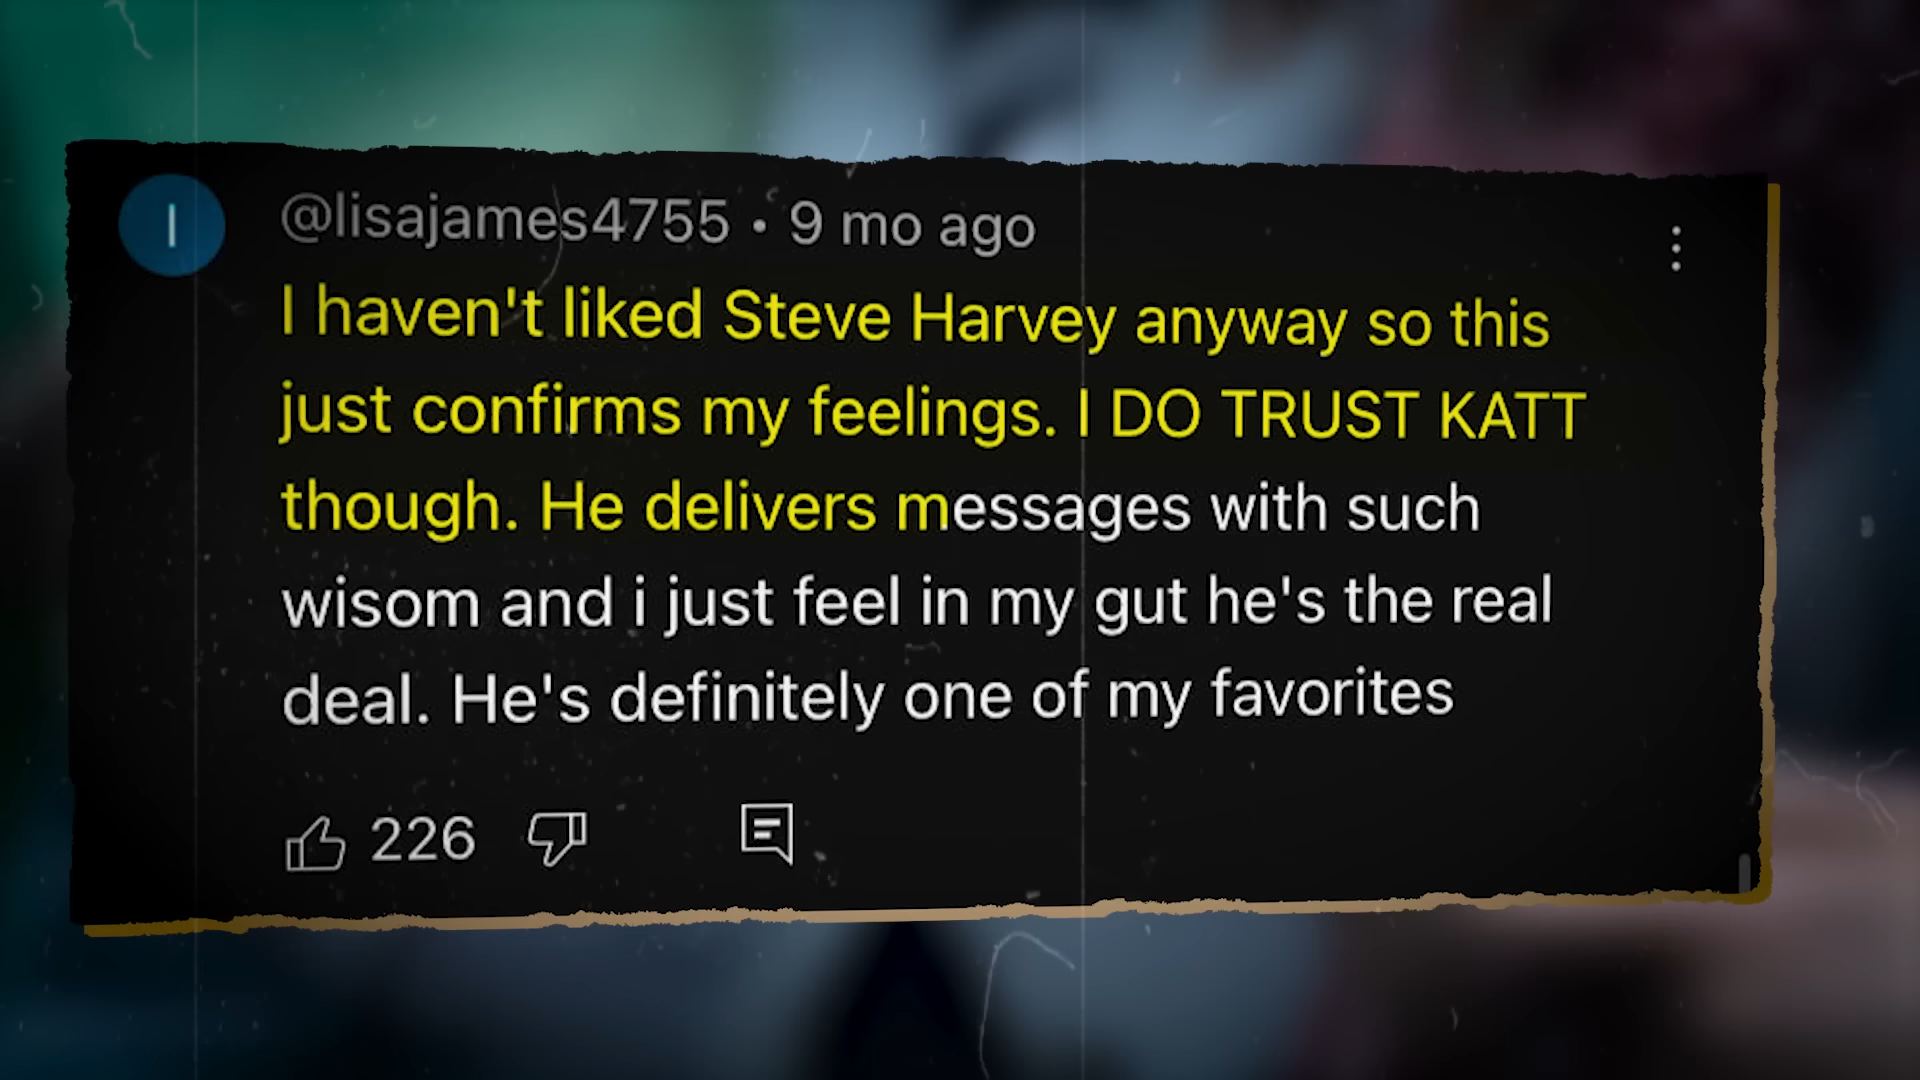 I
@lisajames4755 • 9 mo ago
I haven't liked Steve Harvey anyway so this
just confirms my feelings. I DO TRUST KATT
though. He delivers messages with such
wisom and i just feel in my gut he's the real
deal. He's definitely one of my favorites
226